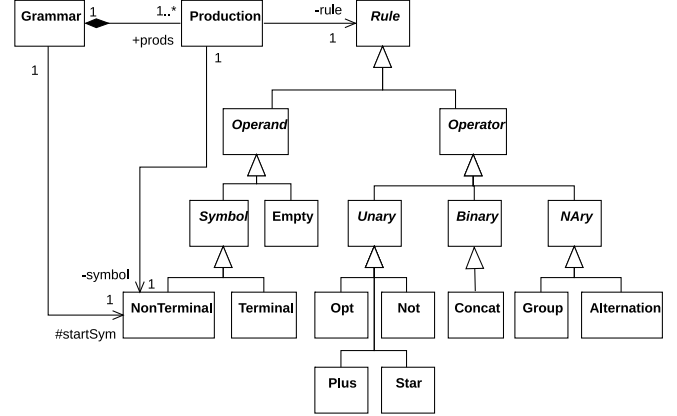 Grammar 1 1..* Production -rule Rule
+prods 1
1 1
Operand Operator
Symbol Empty Unary Binary NAry
-symbol
1
1 NonTerminal Terminal Opt Not Concat Group Alternation
#startSym
Plus Star